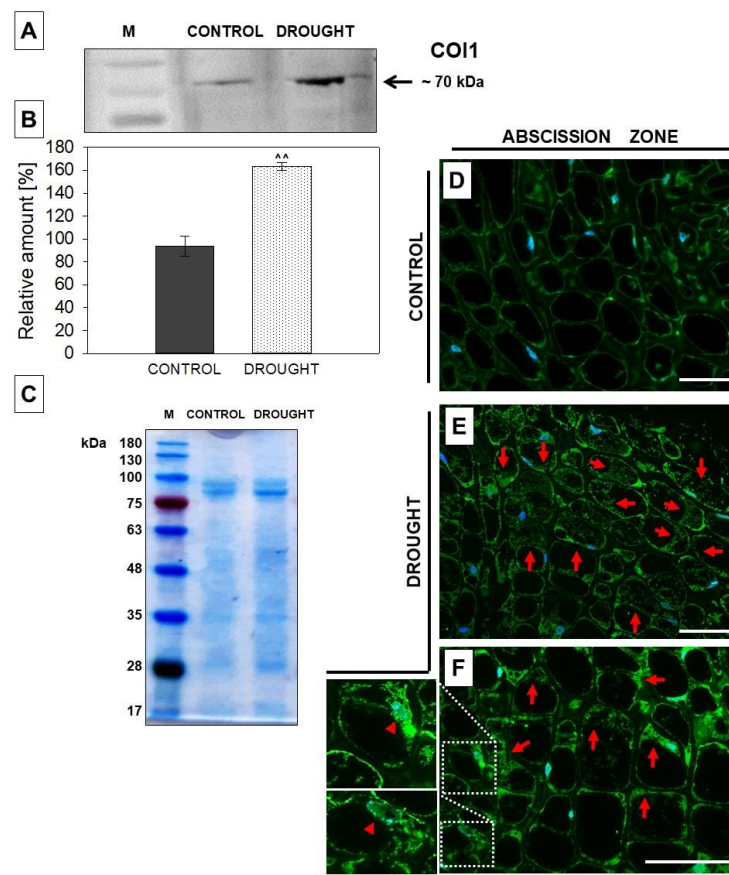 A
M CONTROL DROUGHT
COI1
~ 70 kDa
B
Relative amount [%]
180
160
140
120
100
80
60
40
20
0
^^
CONTROL DROUGHT
C
M CONTROL DROUGHT
kDa
180
130
100
75
63
48
35
28
17
ABSCISSION ZONE
CONTROL
D
DROUGHT
E
F